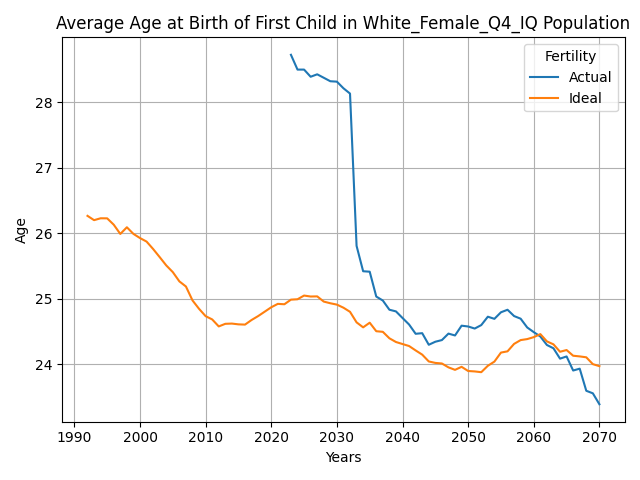 Average Age at Birth of First Child in White_Female_Q4_IQ Population
Fertility
Actual
Ideal
28
27
26
25
24
Age
1990
2000
2010
2020
2030
2040
2050
2060
2070
Years